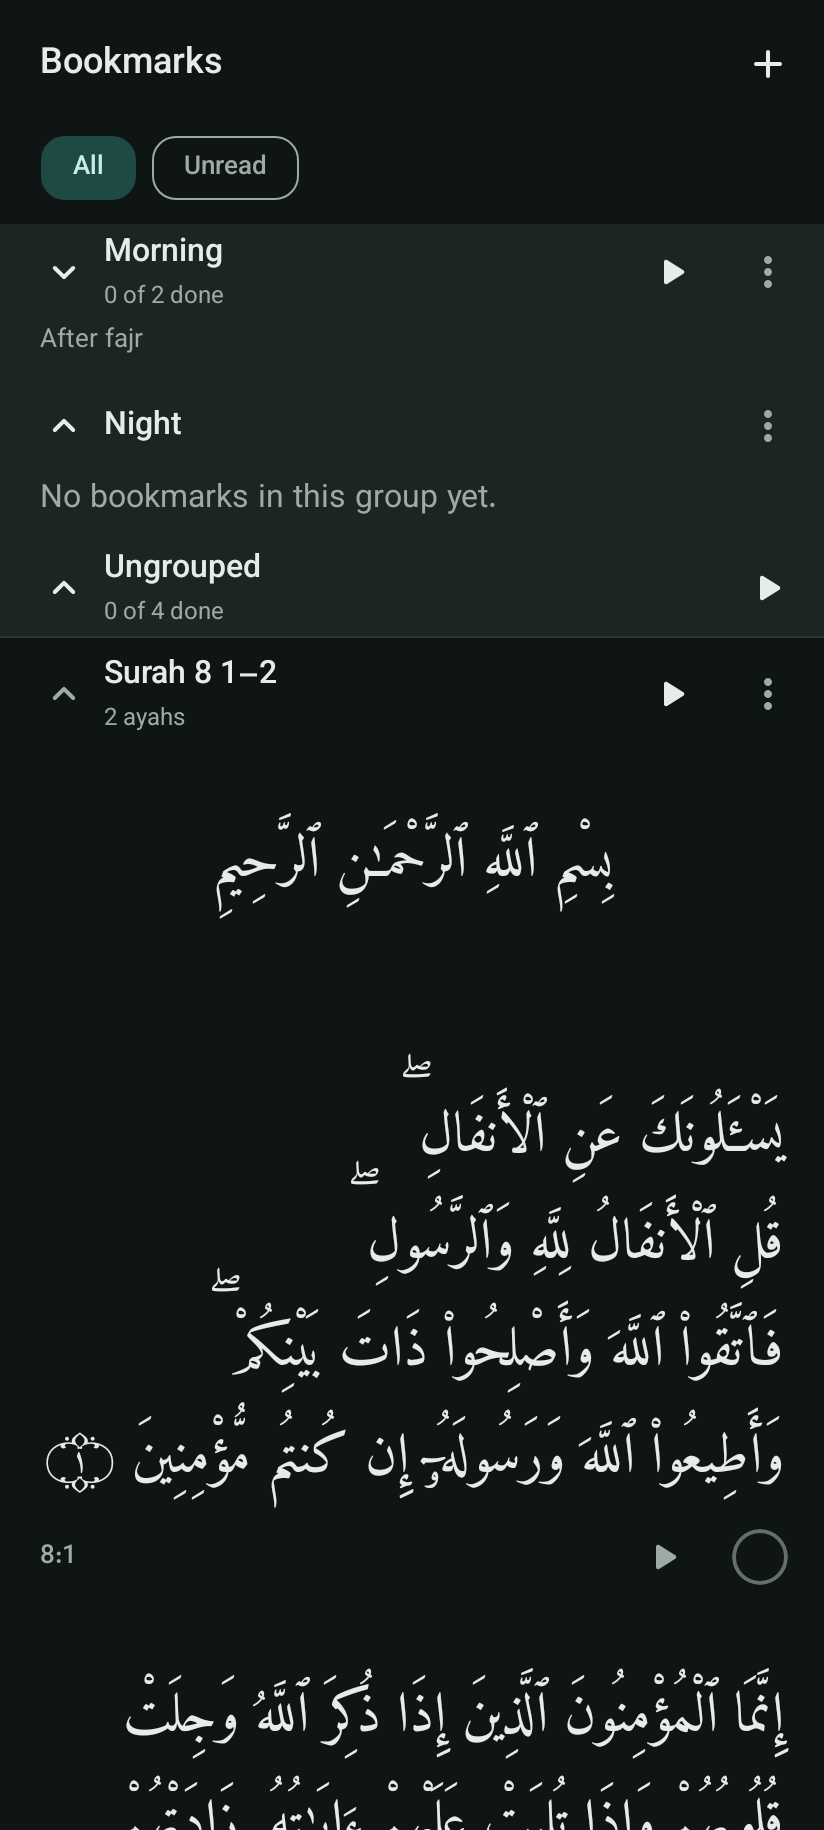 Bookmarks
All
Unread
Morning
0 of 2 done
After fajr
Night
No bookmarks in this group yet.
Ungrouped
0 of 4 done
Surah 8 1–2
2 ayahs
بِسْمِ ٱللَّهِ ٱلرَّحْمَـٰنِ ٱلرَّحِيمِ
يَسْـَٔلُونَكَ عَنِ ٱلْأَنفَالِ ۖ
قُلِ ٱلْأَنفَالُ لِلَّهِ وَٱلرَّسُولِ ۖ
فَٱتَّقُوا۟ ٱللَّهَ وَأَصْلِحُوا۟ ذَاتَ بَيْنِكُمْ ۖ
وَأَطِيعُوا۟ ٱللَّهَ وَرَسُولَهُۥٓ إِن كُنتُم مُّؤْمِنِينَ ١
8:1
إِنَّمَا ٱلْمُؤْمِنُونَ ٱلَّذِينَ إِذَا ذُكِرَ ٱللَّهُ وَجِلَتْ
قُلُوبُهُمْ وَإِذَا تُلِيَتْ عَلَيْهِمْ ءَايَـٰتُهُۥ زَادَتْهُمْ